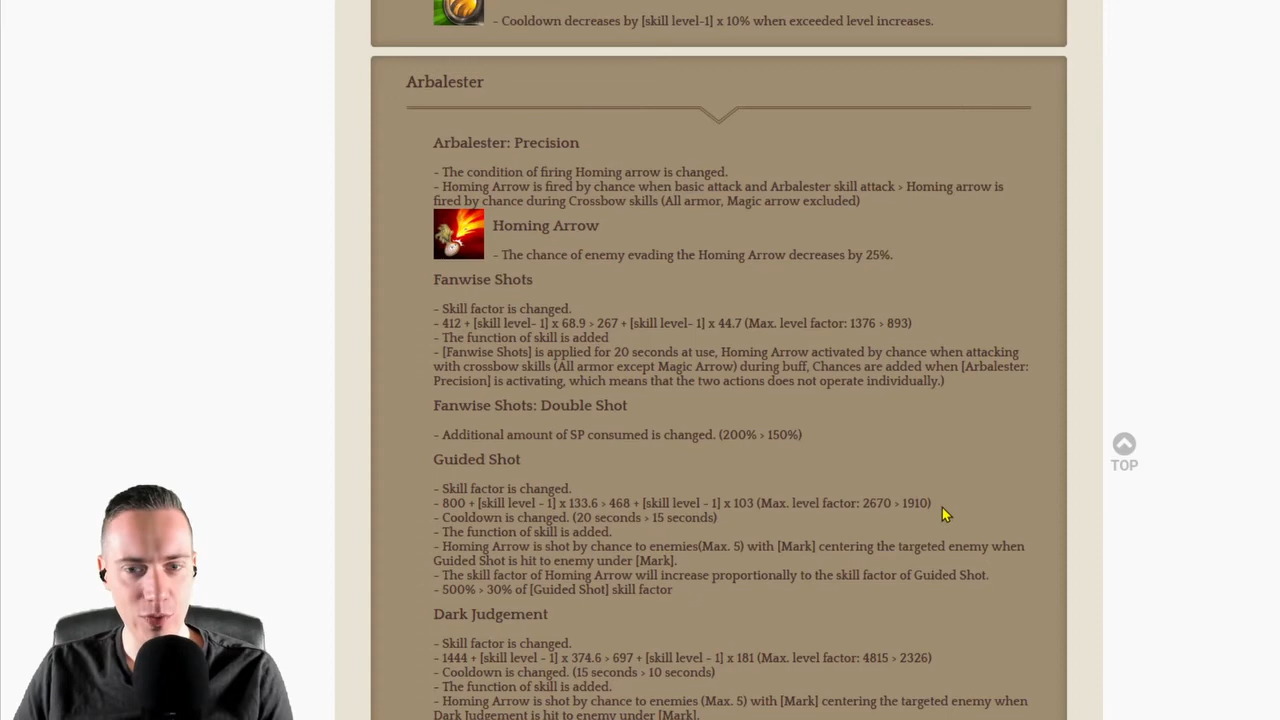 - Cooldown decreases by [skill level-1] x 10% when exceeded level increases.
Arbalester
Arbalester: Precision
- The condition of firing Homing arrow is changed.
- Homing Arrow is fired by chance when basic attack and Arbalester skill attack > Homing arrow is
fired by chance during Crossbow skills (All armor, Magic arrow excluded)
Homing Arrow
- The chance of enemy evading the Homing Arrow decreases by 25%.
Fanwise Shots
- Skill factor is changed.
- 412 + [skill level- 1] x 68.9 > 267 + [skill level- 1] x 44.7 (Max. level factor: 1376 > 893)
- The function of skill is added
- [Fanwise Shots] is applied for 20 seconds at use, Homing Arrow activated by chance when attacking
with crossbow skills (All armor except Magic Arrow) during buff, Chances are added when [Arbalester:
Precision] is activating, which means that the two actions does not operate individually.)
Fanwise Shots: Double Shot
- Additional amount of SP consumed is changed. (200% > 150%)
Guided Shot
- Skill factor is changed.
- 800 + [skill level - 1] x 133.6 > 468 + [skill level - 1] x 103 (Max. level factor: 2670 > 1910)
- Cooldown is changed. (20 seconds > 15 seconds)
- The function of skill is added.
- Homing Arrow is shot by chance to enemies(Max. 5) with [Mark] centering the targeted enemy when
Guided Shot is hit to enemy under [Mark].
- The skill factor of Homing Arrow will increase proportionally to the skill factor of Guided Shot.
- 500% > 30% of [Guided Shot] skill factor
Dark Judgement
- Skill factor is changed.
- 1444 + [skill level - 1] x 374.6 > 697 + [skill level - 1] x 181 (Max. level factor: 4815 > 2326)
- Cooldown is changed. (15 seconds > 10 seconds)
- The function of skill is added.
- Homing Arrow is shot by chance to enemies (Max. 5) with [Mark] centering the targeted enemy when
Dark Judgement is hit to enemy under [Mark].
TOP